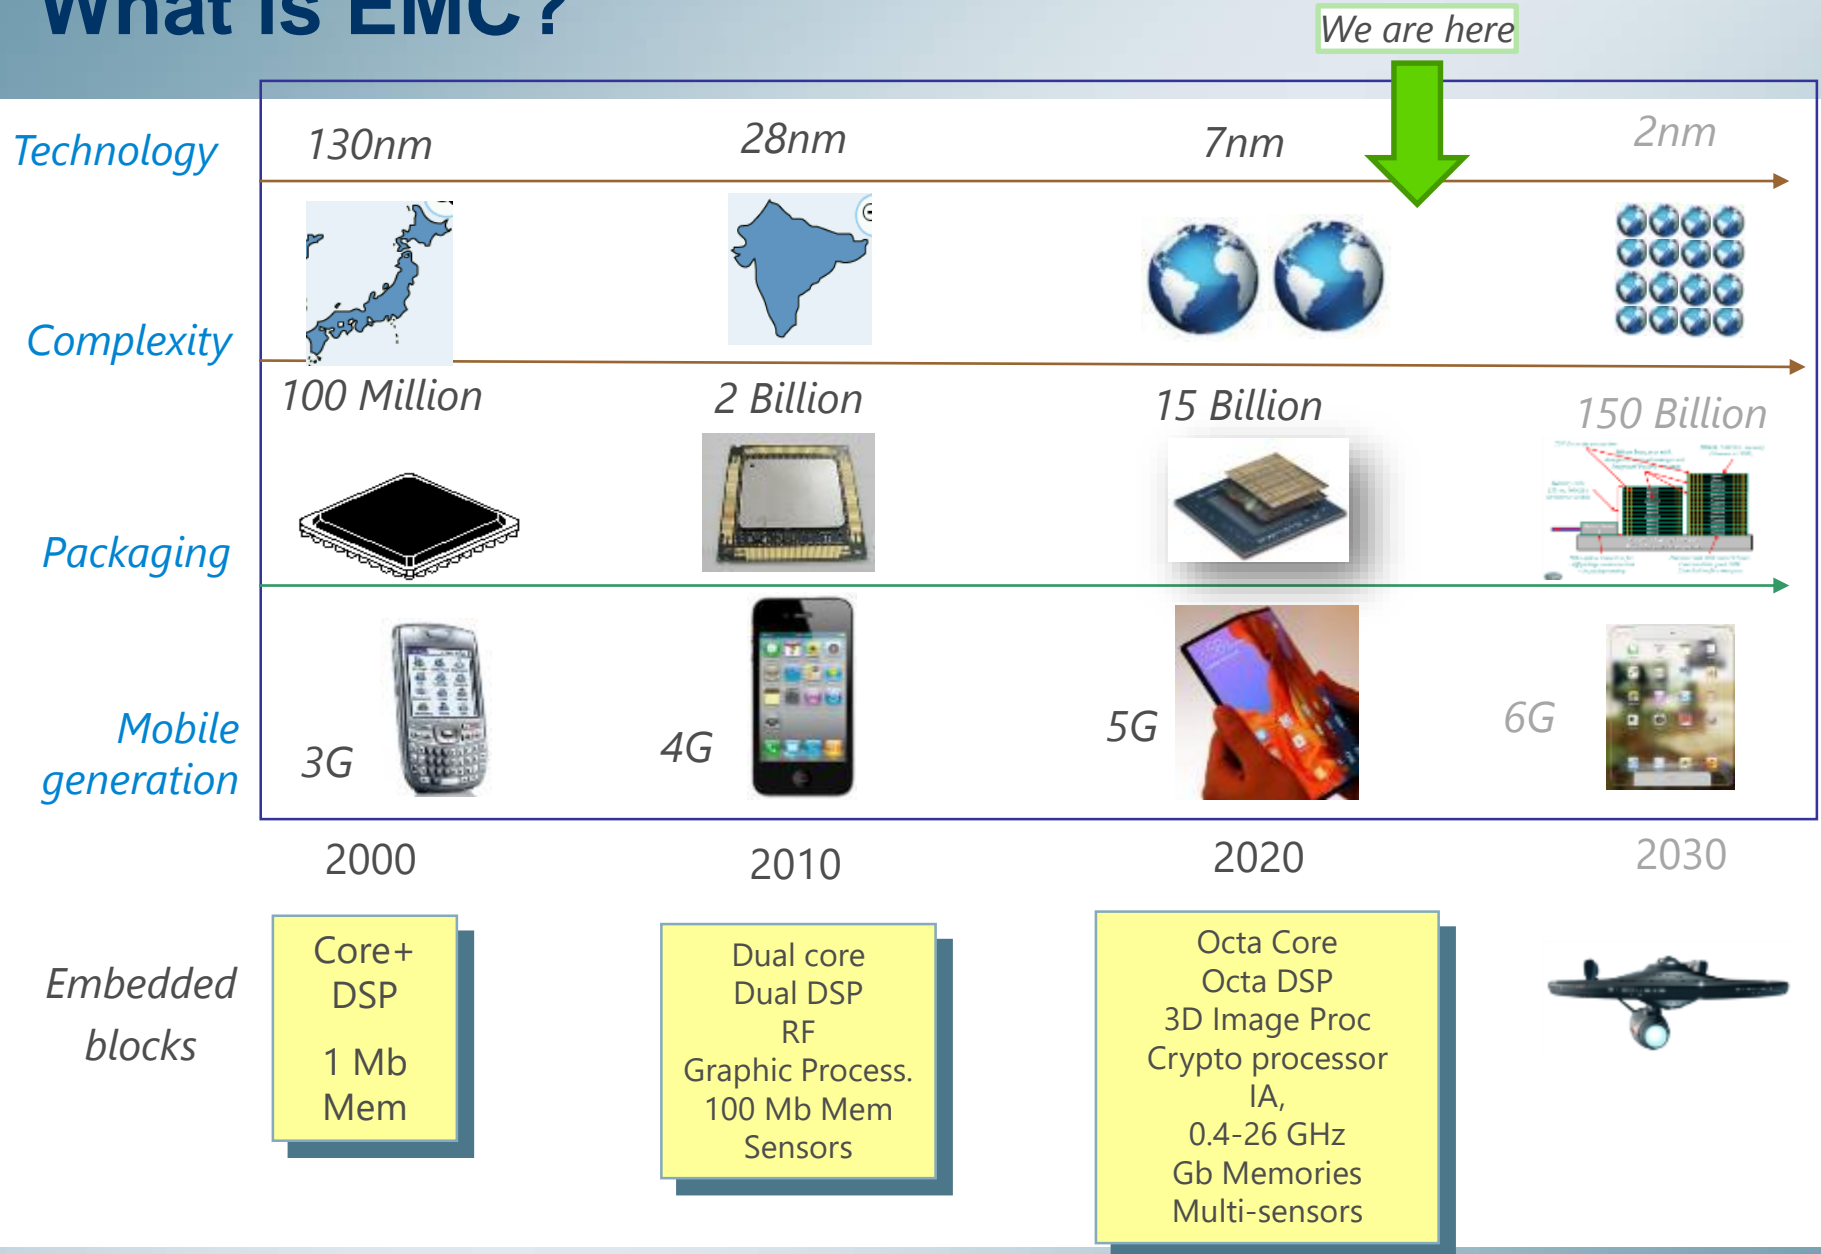 What is EMC?
We are here
Technology
130nm
28nm
7nm
2nm
Complexity
100 Million
2 Billion
15 Billion
150 Billion
Packaging
Mobile
generation
3G
4G
5G
6G
2000
2010
2020
2030
Embedded
blocks
Core+
DSP
1 Mb
Mem
Dual core
Dual DSP
RF
Graphic Process.
100 Mb Mem
Sensors
Octa Core
Octa DSP
3D Image Proc
Crypto processor
IA,
0.4-26 GHz
Gb Memories
Multi-sensors